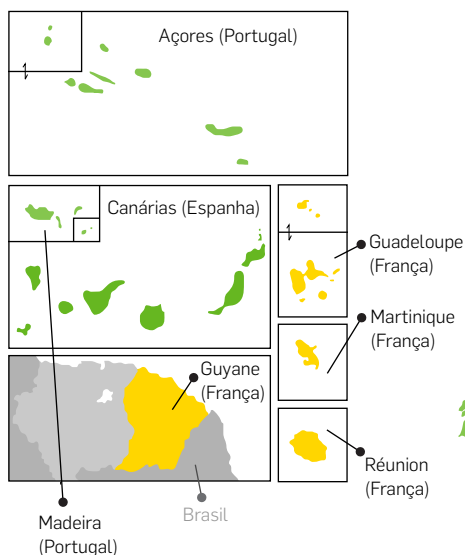 Açores (Portugal)
Canárias (Espanha)
Guadeloupe
(França)
Martinique
(França)
Guyane
(França)
Réunion
(França)
Brasil
Madeira
(Portugal)